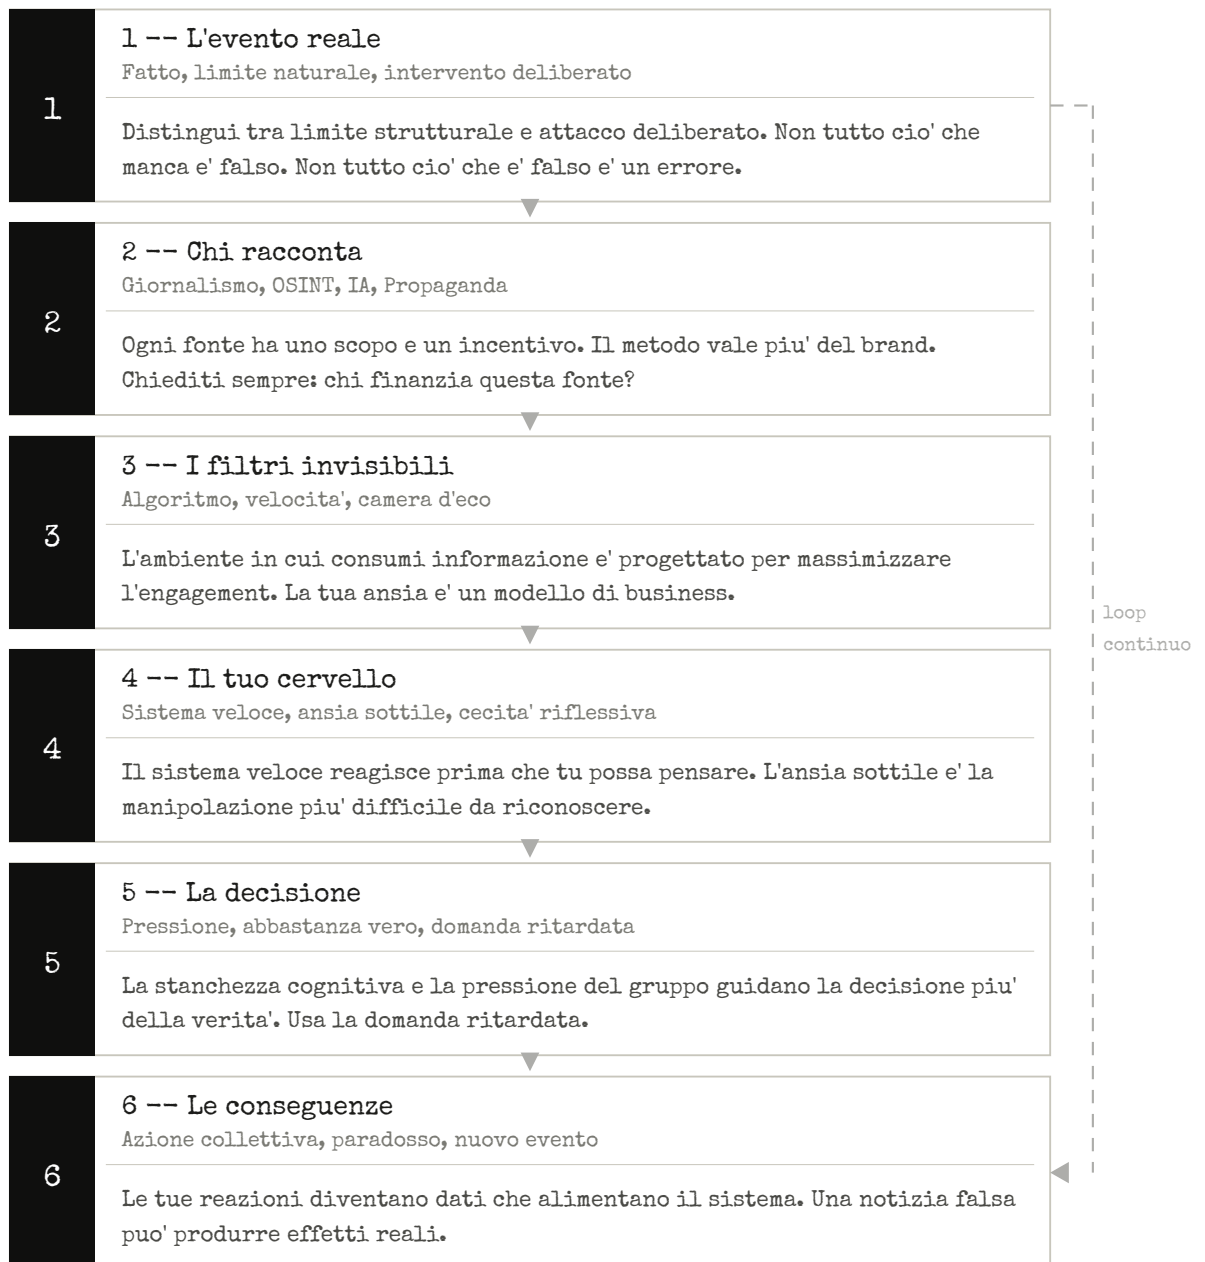 1
1 -- L'evento reale
Fatto, limite naturale, intervento deliberato
Distingui tra limite strutturale e attacco deliberato. Non tutto cio' che
manca e' falso. Non tutto cio' che e' falso e' un errore.
2
2 -- Chi racconta
Giornalismo, OSINT, IA, Propaganda
Ogni fonte ha uno scopo e un incentivo. Il metodo vale piu' del brand.
Chiediti sempre: chi finanzia questa fonte?
3
3 -- I filtri invisibili
Algoritmo, velocita', camera d'eco
L'ambiente in cui consumi informazione e' progettato per massimizzare
l'engagement. La tua ansia e' un modello di business.
loop
continuo
4
4 -- Il tuo cervello
Sistema veloce, ansia sottile, cecita' riflessiva
Il sistema veloce reagisce prima che tu possa pensare. L'ansia sottile e' la
manipolazione piu' difficile da riconoscere.
5
5 -- La decisione
Pressione, abbastanza vero, domanda ritardata
La stanchezza cognitiva e la pressione del gruppo guidano la decisione piu'
della verita'. Usa la domanda ritardata.
6
6 -- Le conseguenze
Azione collettiva, paradosso, nuovo evento
Le tue reazioni diventano dati che alimentano il sistema. Una notizia falsa
puo' produrre effetti reali.